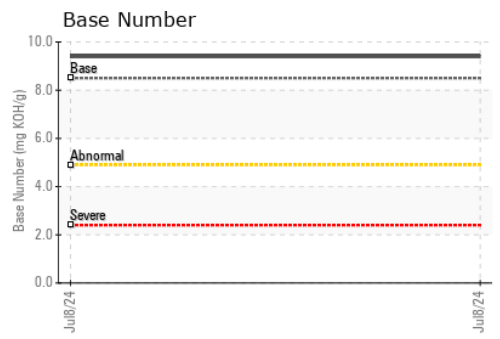 Base Number
Base Number (mg KOH/g)
10.0
8.0
6.0
4.0
2.0
0.0
Base
Abnormal
Severe
Jul8/24
Jul8/24